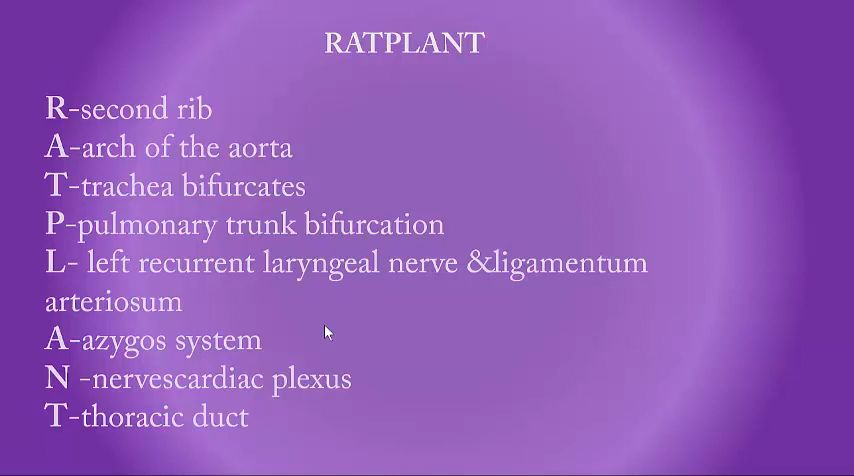 RATPLANT
R-second rib
A-arch of the aorta
T-trachea bifurcates
P-pulmonary trunk bifurcation
L- left recurrent laryngeal nerve &ligamentum
arteriosum
A-azygos system
N -nervescardiac plexus
T-thoracic duct